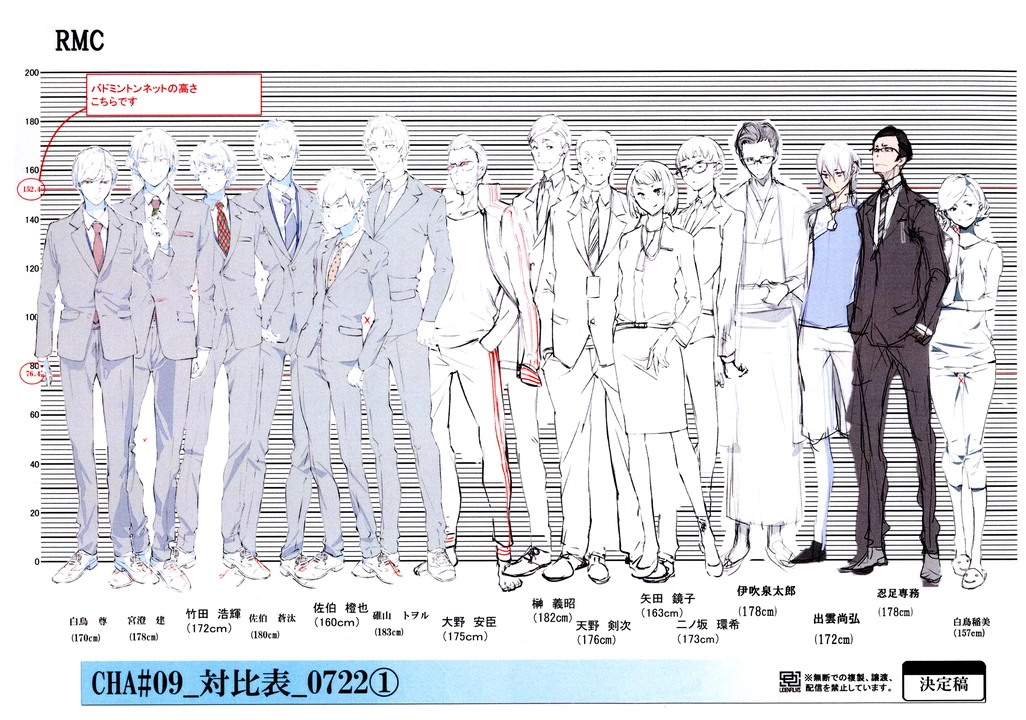 RMC
バドミントンネットの高さ
こちらです
200
180
160
152.4
140
120
100
80
76.4
60
40
20
0
白鳥 尊
(170cm)
宮澄 建
(178cm)
竹田 浩輝
(172cm)
佐伯 蒼汰
(180cm)
佐伯 橙也
(160cm)
碓山 トヲル
(183cm)
大野 安臣
(175cm)
榊 義昭
(182cm)
天野 剣次
(176cm)
矢田 鏡子
(163cm)
二ノ坂 環希
(173cm)
伊吹泉太郎
(178cm)
出雲尚弘
(172cm)
忍足専務
(178cm)
白鳥稲美
(157cm)
CHA#09_対比表_0722①
LIDENFILMS
※無断での複製、譲渡、
配信を禁止しています。
決定稿